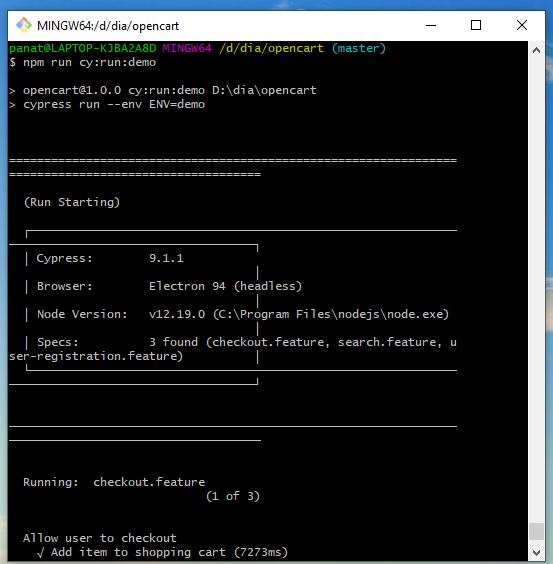 MINGW64:/d/dia/opencart
panat@LAPTOP-KJBA2A8D MINGW64 /d/dia/opencart (master)
$ npm run cy:run:demo
> opencart@1.0.0 cy:run:demo D:\dia\opencart
> cypress run --env ENV=demo
================================================================
====================================
(Run Starting)
│ Cypress: 9.1.1
│
│ Browser: Electron 94 (headless)
│
│ Node Version: v12.19.0 (C:\Program Files\nodejs\node.exe)
│
│ Specs: 3 found (checkout.feature, search.feature, u
ser-registration.feature) │
Running: checkout.feature
(1 of 3)
Allow user to checkout
√ Add item to shopping cart (7273ms)